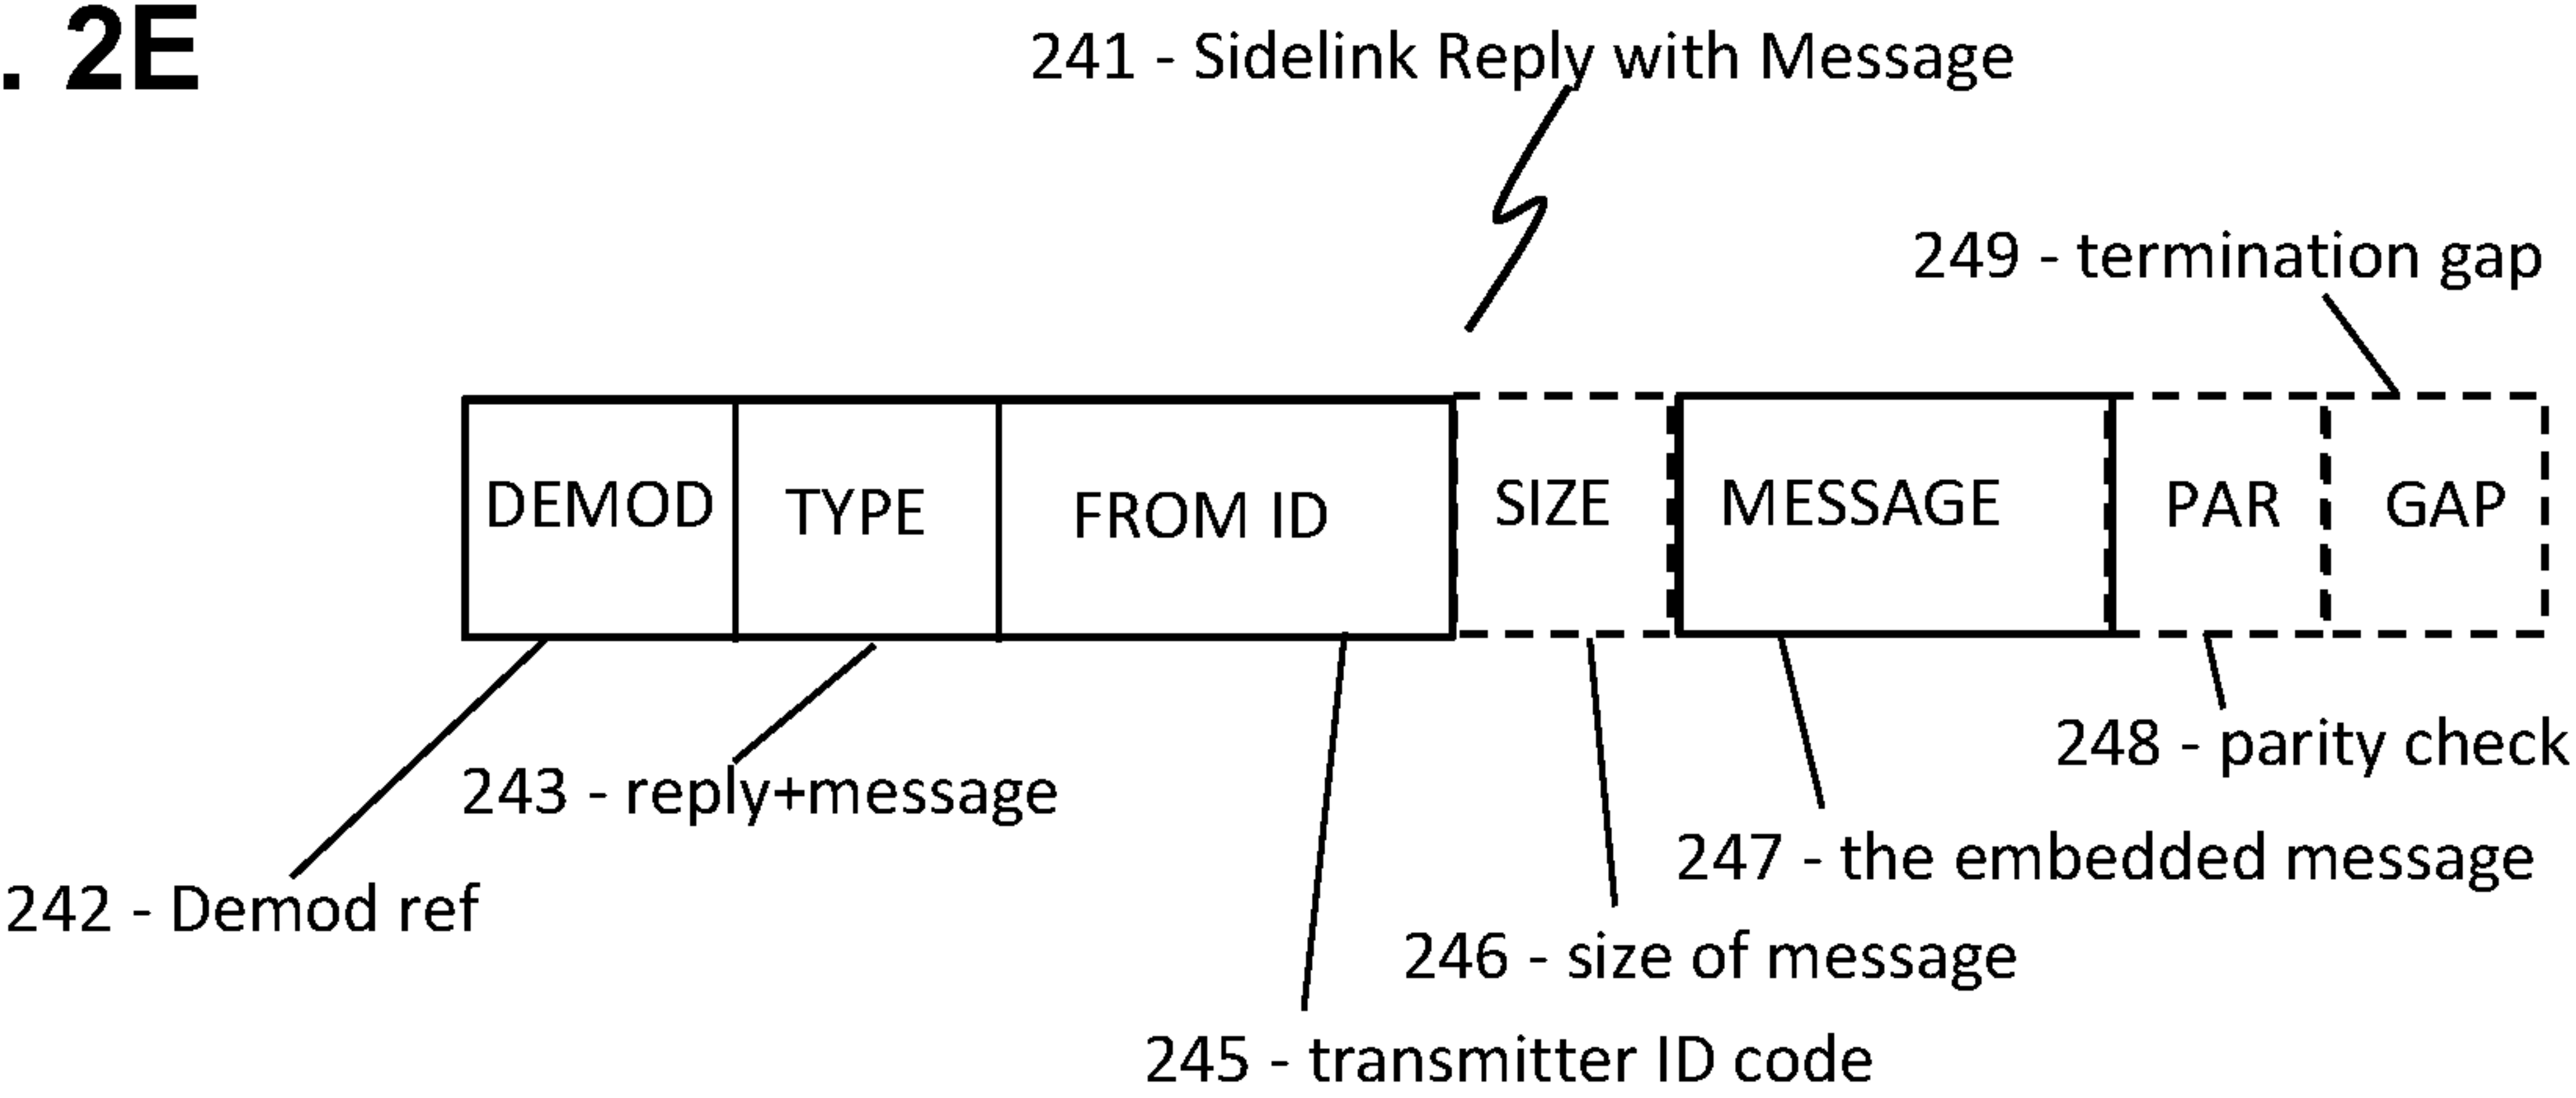 . 2E
241 - Sidelink Reply with Message
249 - termination gap
DEMOD TYPE FROM ID SIZE MESSAGE PAR GAP
248 - parity check
243 - reply+message
247 - the embedded message
242 - Demod ref
246 - size of message
245 - transmitter ID code